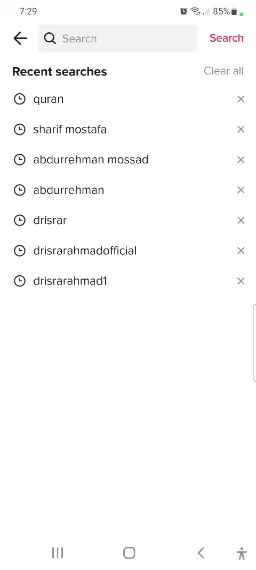 7:29 85%
Search Search
Recent searches Clear all
quran
sharif mostafa
abdurrehman mossad
abdurrehman
drisrar
drisrarahmadofficial
drisrarahmad1